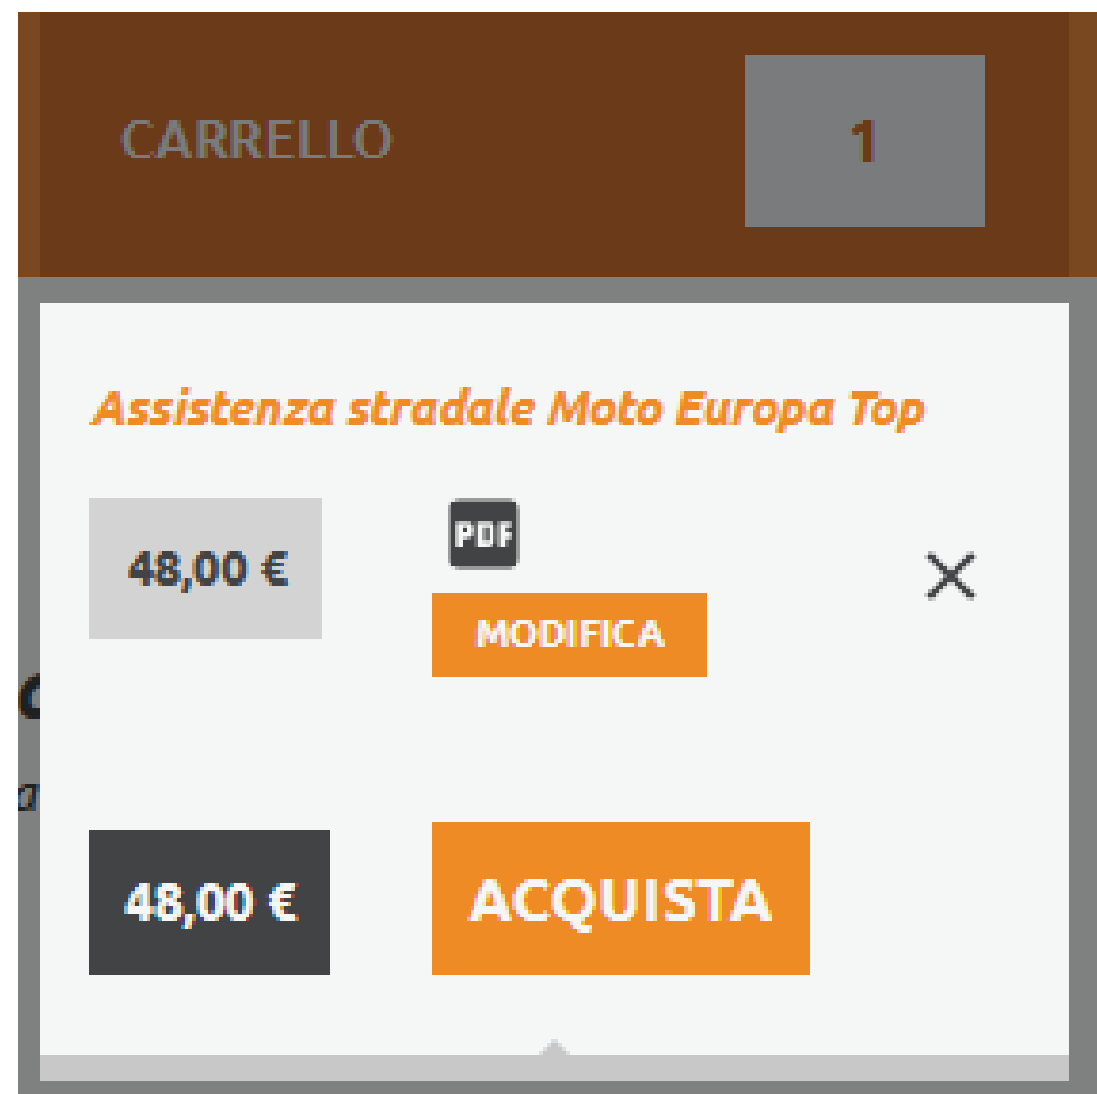 CARRELLO 1
Assistenza stradale Moto Europa Top
48,00 €
PDF
MODIFICA
48,00 € ACQUISTA